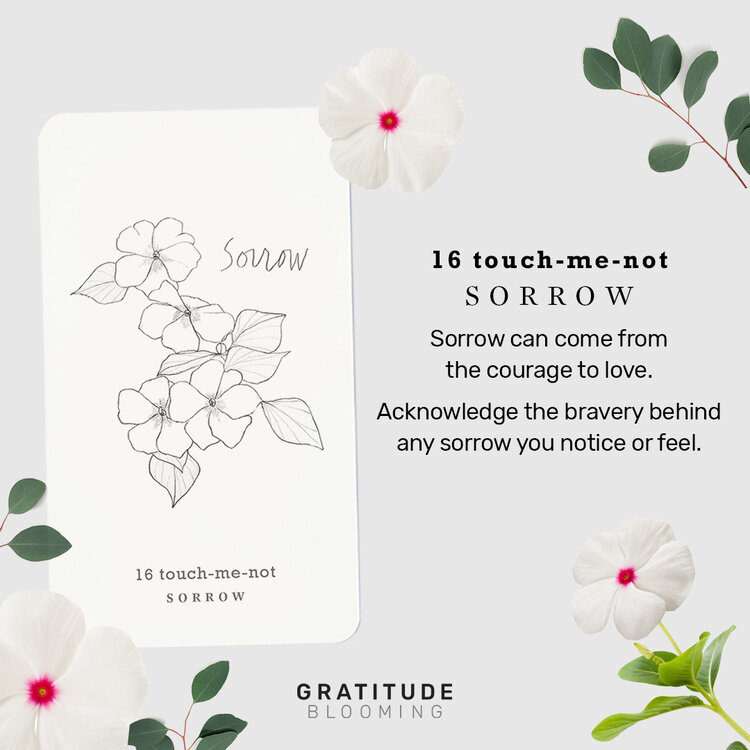 Sorrow
16 touch-me-not
SORROW
16 touch-me-not
SORROW
Sorrow can come from
the courage to love.
Acknowledge the bravery behind
any sorrow you notice or feel.
GRATITUDE
BLOOMING